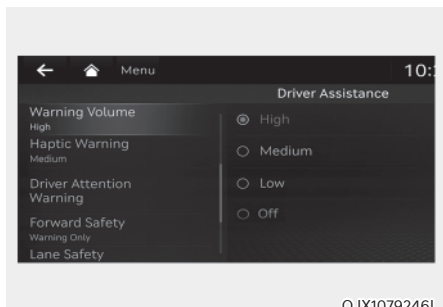 Menu
10:
Driver Assistance
Warning Volume
High
Haptic Warning
Medium
Driver Attention
Warning
Forward Safety
Warning Only
Lane Safety
High
Medium
Low
Off
OJX1079246L